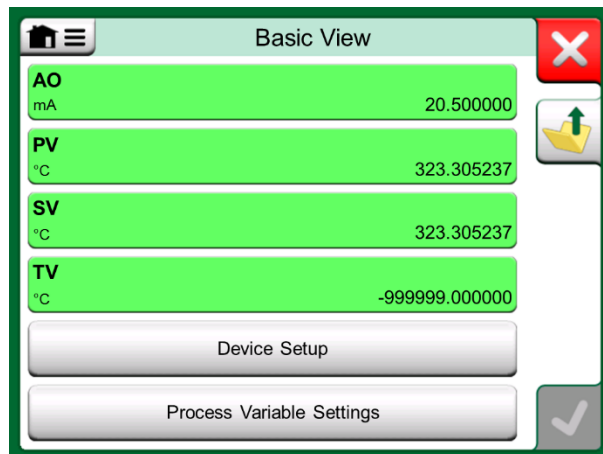 Basic View
AO
mA 20.500000
PV
°C 323.305237
SV
°C 323.305237
TV
°C -999999.000000
Device Setup
Process Variable Settings